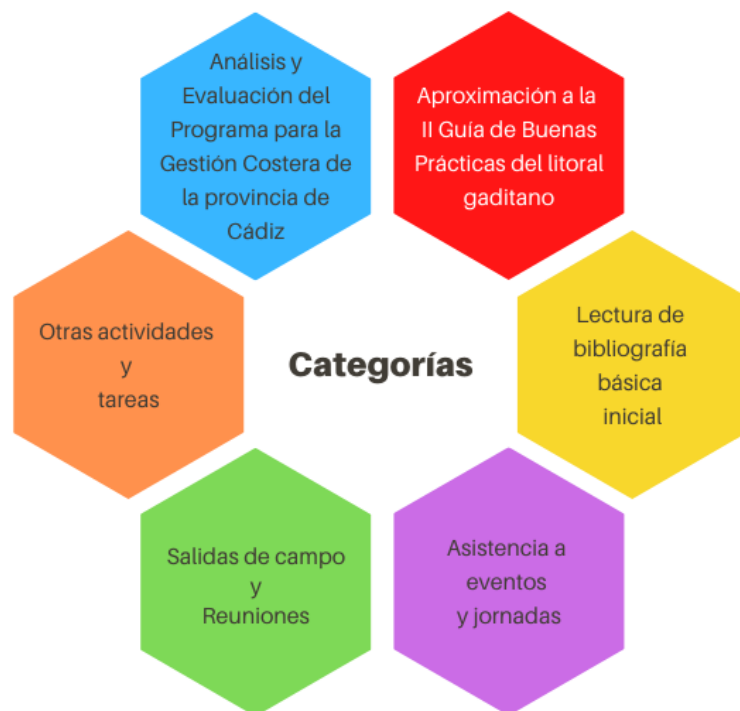 Análisis y
Evaluación del
Programa para la
Gestión Costera de
la provincia de
Cádiz
Aproximación a la
II Guía de Buenas
Prácticas del litoral
gaditano
Otras actividades
y
tareas
Categorías
Lectura de
bibliografía
básica
inicial
Salidas de campo
y
Reuniones
Asistencia a
eventos
y jornadas